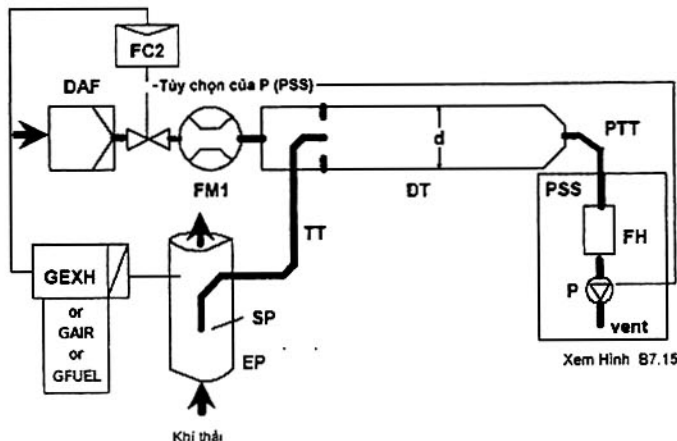 FC2
DAF
-Tùy chọn của P (PSS)
PTT
d
FM1
ĐT
PSS
TT
FH
GEXH
P
or
GAIR
or
GFUEL
SP
vent
EP
Xem Hình B7.15
Khí thải